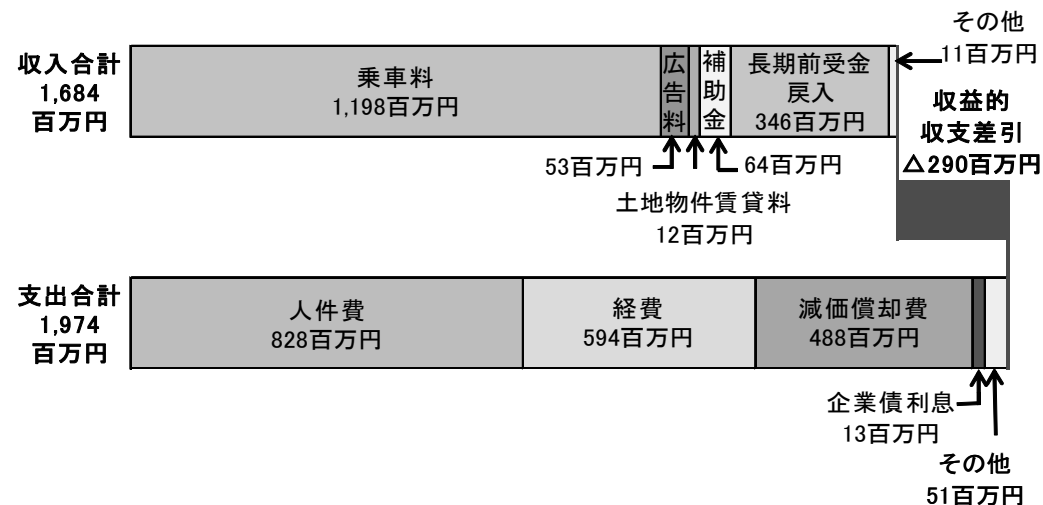 収入合計
1,684
百万円
乗車料
1,198百万円
広告料
補助金
長期前受金
戻入
346百万円
その他
11百万円
収益的
収支差引
△290百万円
53百万円
64百万円
土地物件賃貸料
12百万円
支出合計
1,974
百万円
人件費
828百万円
経費
594百万円
減価償却費
488百万円
企業債利息
13百万円
その他
51百万円